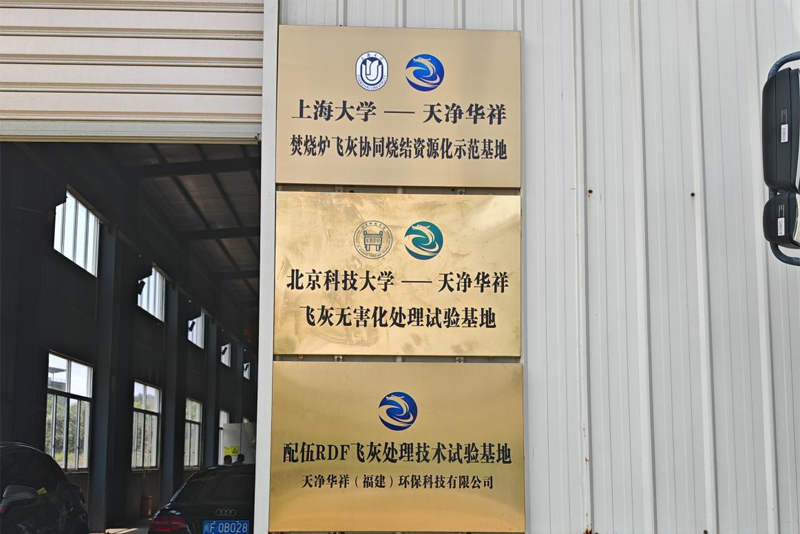 上海大学 — 天净华祥
焚烧炉飞灰协同烧结资源化示范基地
北京科技大学 — 天净华祥
飞灰无害化处理试验基地
配伍RDF飞灰处理技术试验基地
天净华祥（福建）环保科技有限公司
闽F 0B028